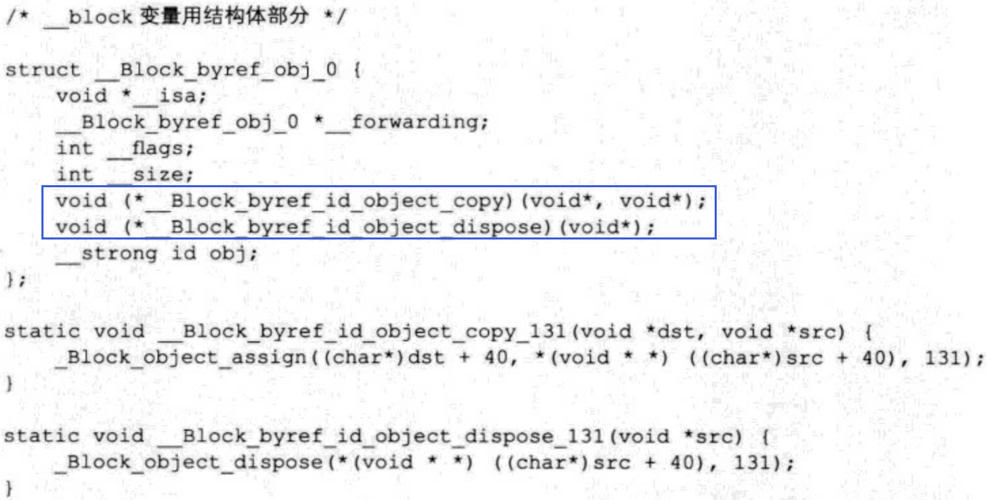 /* __block 变量用结构体部分 */
struct __Block_byref_obj_0 {
void *__isa;
__Block_byref_obj_0 *__forwarding;
int __flags;
int __size;
void (*__Block_byref_id_object_copy)(void*, void*);
void (*__Block_byref_id_object_dispose)(void*);
__strong id obj;
};
static void __Block_byref_id_object_copy_131(void *dst, void *src) {
_Block_object_assign((char*)dst + 40, *(void * *) ((char*)src + 40), 131);
}
static void __Block_byref_id_object_dispose_131(void *src) {
_Block_object_dispose(*(void * *) ((char*)src + 40), 131);
}